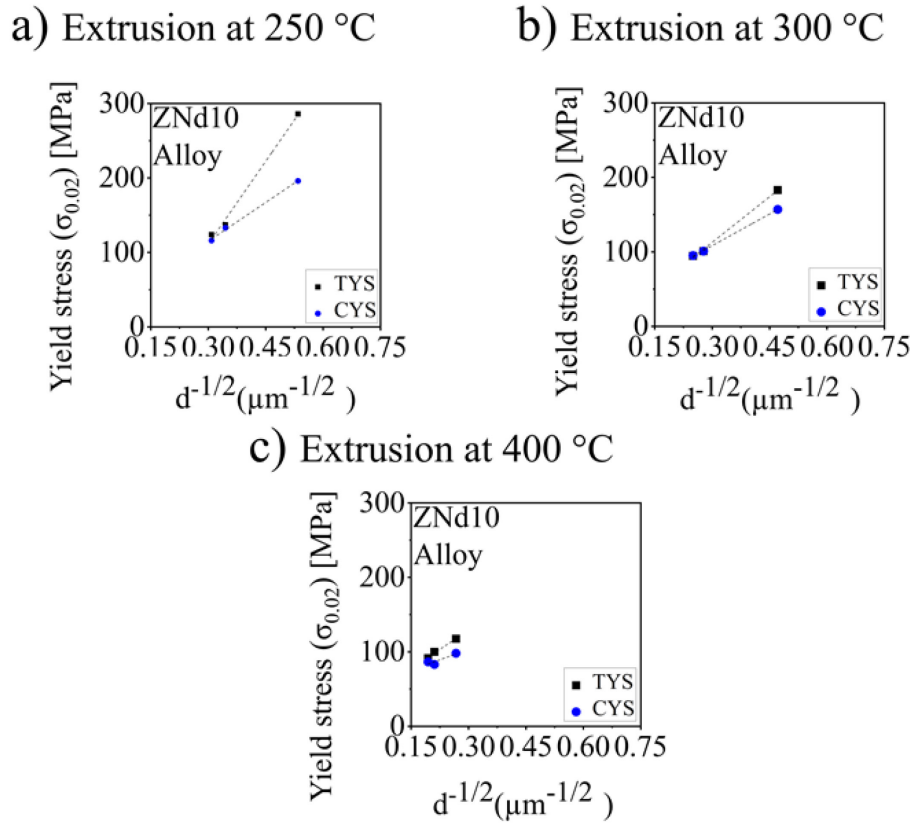 a) Extrusion at 250 °C
Yield stress (σ0.02) [MPa]
300
200
100
0
ZNd10
Alloy
TYS
CYS
0.15 0.30 0.45 0.60 0.75
d-1/2(μm-1/2 )
b) Extrusion at 300 °C
Yield stress (σ0.02) [MPa]
300
200
100
0
ZNd10
Alloy
TYS
CYS
0.15 0.30 0.45 0.60 0.75
d-1/2(μm-1/2 )
c) Extrusion at 400 °C
Yield stress (σ0.02) [MPa]
300
200
100
0
ZNd10
Alloy
TYS
CYS
0.15 0.30 0.45 0.60 0.75
d-1/2(μm-1/2 )